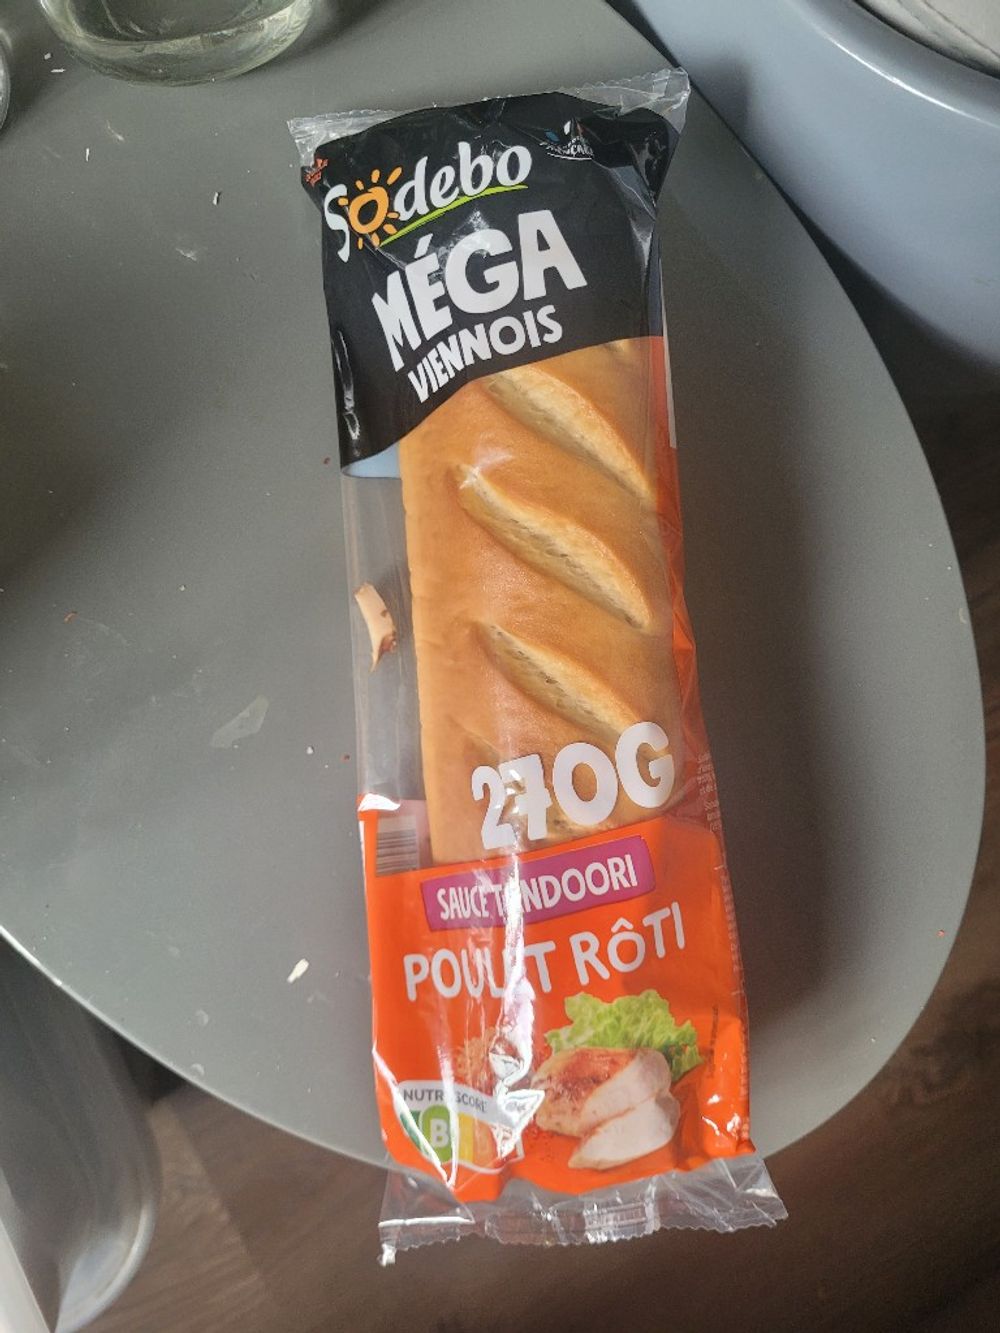 Sodebo
MÉGA
VIENNOIS
270G
SAUCE TANDOORI
POULET RÔTI
NUTRI-SCORE
B